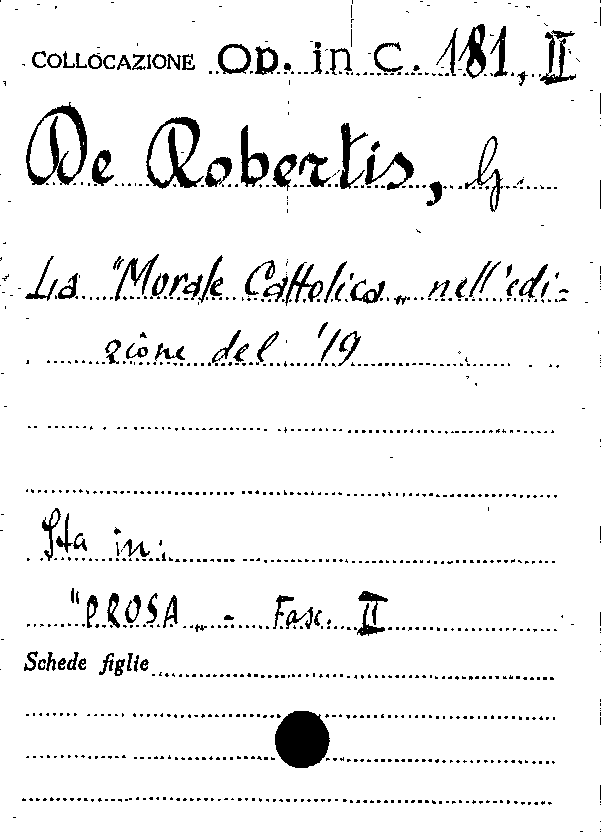 COLLOCAZIONE OP. in C. 181, II
De Robertis, G.
La "Morale Cattolica„ nell'edi-
zione del '19
Sta in:
"PROSA„ - Fasc. II
Schede figlie